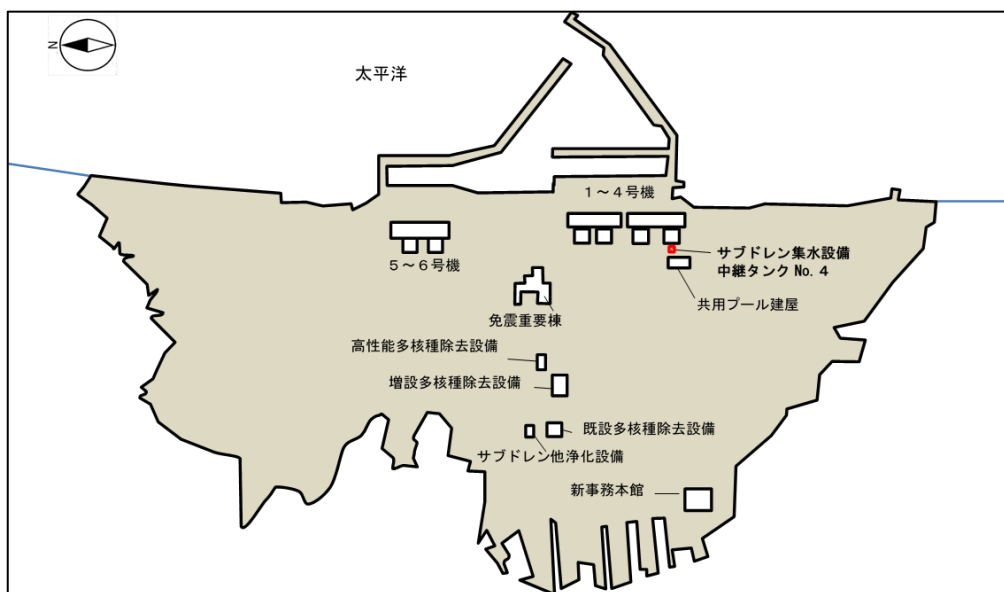 N
太平洋
1～4号機
5～6号機
サブドレン集水設備
中継タンク No.4
共用プール建屋
免震重要棟
高性能多核種除去設備
増設多核種除去設備
既設多核種除去設備
サブドレン他浄化設備
新事務本館